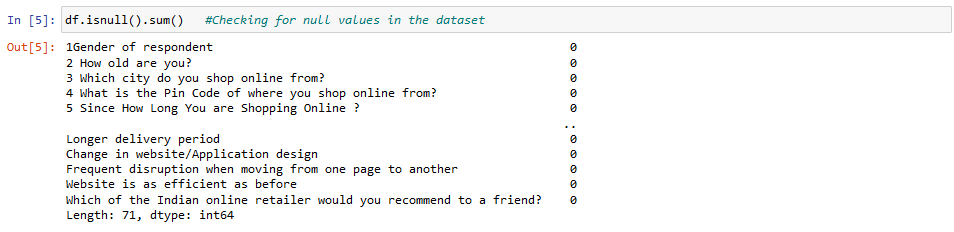 In [5]: df.isnull().sum()   #Checking for null values in the dataset
Out[5]: 1Gender of respondent 0
2 How old are you? 0
3 Which city do you shop online from? 0
4 What is the Pin Code of where you shop online from? 0
5 Since How Long You are Shopping Online ? 0
..
Longer delivery period 0
Change in website/Application design 0
Frequent disruption when moving from one page to another 0
Website is as efficient as before 0
Which of the Indian online retailer would you recommend to a friend? 0
Length: 71, dtype: int64